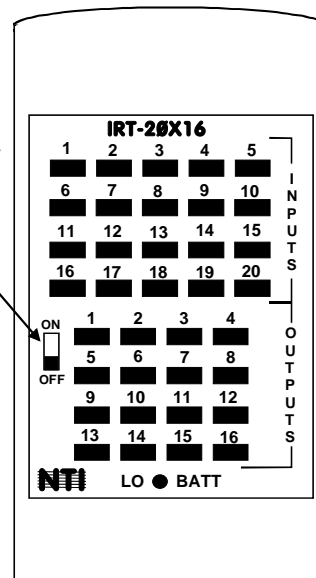 IRT-2ØX16
1 2 3 4 5
6 7 8 9 10
11 12 13 14 15
16 17 18 19 20
INPUTS
ON
OFF
1 2 3 4
5 6 7 8
9 10 11 12
13 14 15 16
OUTPUTS
NTI
LO BATT